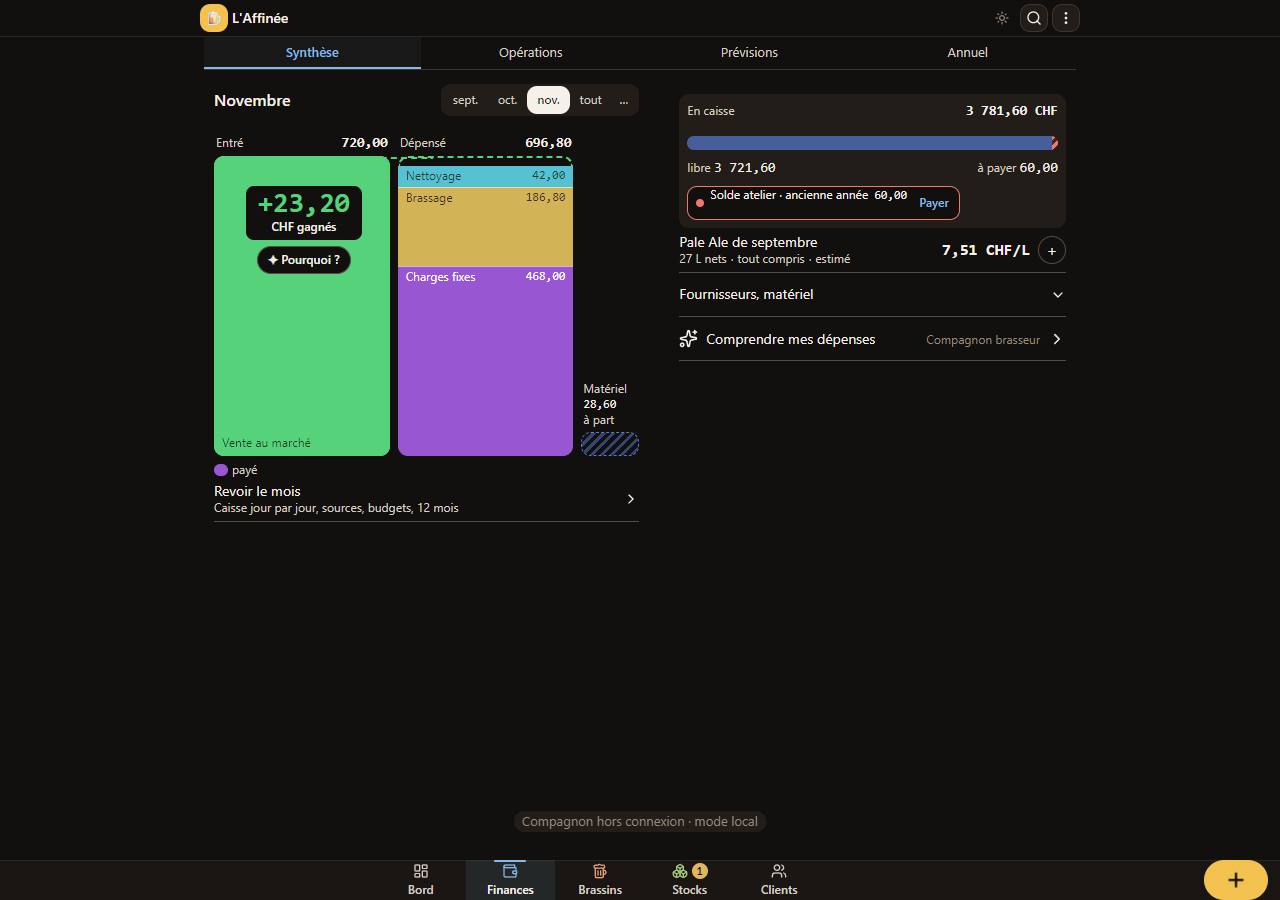 L'Affinée
Synthèse
Opérations
Prévisions
Annuel
Novembre
sept. oct. nov. tout ...
Entré 720,00
Dépensé 696,80
Nettoyage 42,00
Brassage 186,80
+23,20
CHF gagnés
✦ Pourquoi ?
Charges fixes 468,00
Vente au marché
Matériel
28,60
à part
payé
Revoir le mois
Caisse jour par jour, sources, budgets, 12 mois
En caisse 3 781,60 CHF
libre 3 721,60 à payer 60,00
Solde atelier · ancienne année 60,00 Payer
Pale Ale de septembre
27 L nets · tout compris · estimé
7,51 CHF/L +
Fournisseurs, matériel
Comprendre mes dépenses Compagnon brasseur
Compagnon hors connexion · mode local
Bord
Finances
Brassins
1
Stocks
Clients
+